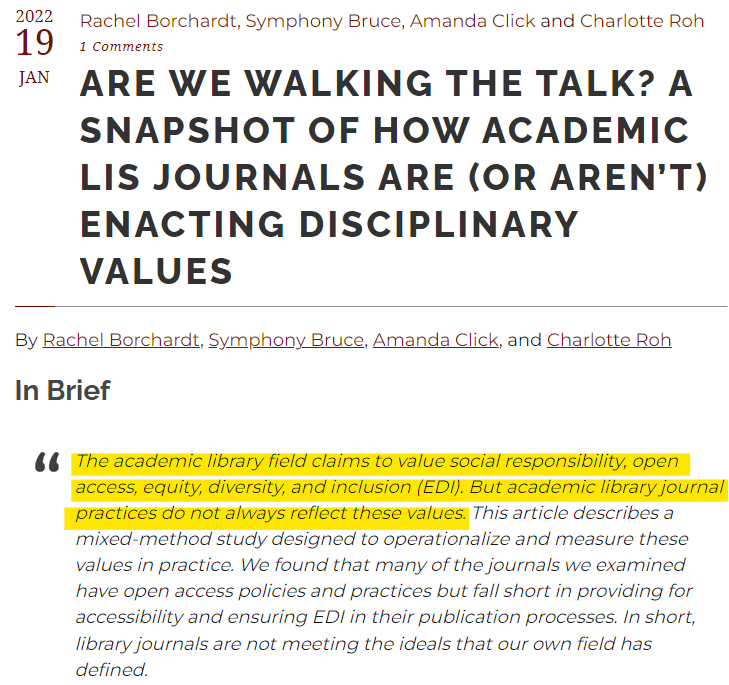 2022
19
JAN
Rachel Borchardt, Symphony Bruce, Amanda Click and Charlotte Roh
1 Comments
ARE WE WALKING THE TALK? A
SNAPSHOT OF HOW ACADEMIC
LIS JOURNALS ARE (OR AREN’T)
ENACTING DISCIPLINARY
VALUES
By Rachel Borchardt, Symphony Bruce, Amanda Click, and Charlotte Roh
In Brief
“ The academic library field claims to value social responsibility, open
access, equity, diversity, and inclusion (EDI). But academic library journal
practices do not always reflect these values. This article describes a
mixed-method study designed to operationalize and measure these
values in practice. We found that many of the journals we examined
have open access policies and practices but fall short in providing for
accessibility and ensuring EDI in their publication processes. In short,
library journals are not meeting the ideals that our own field has
defined.